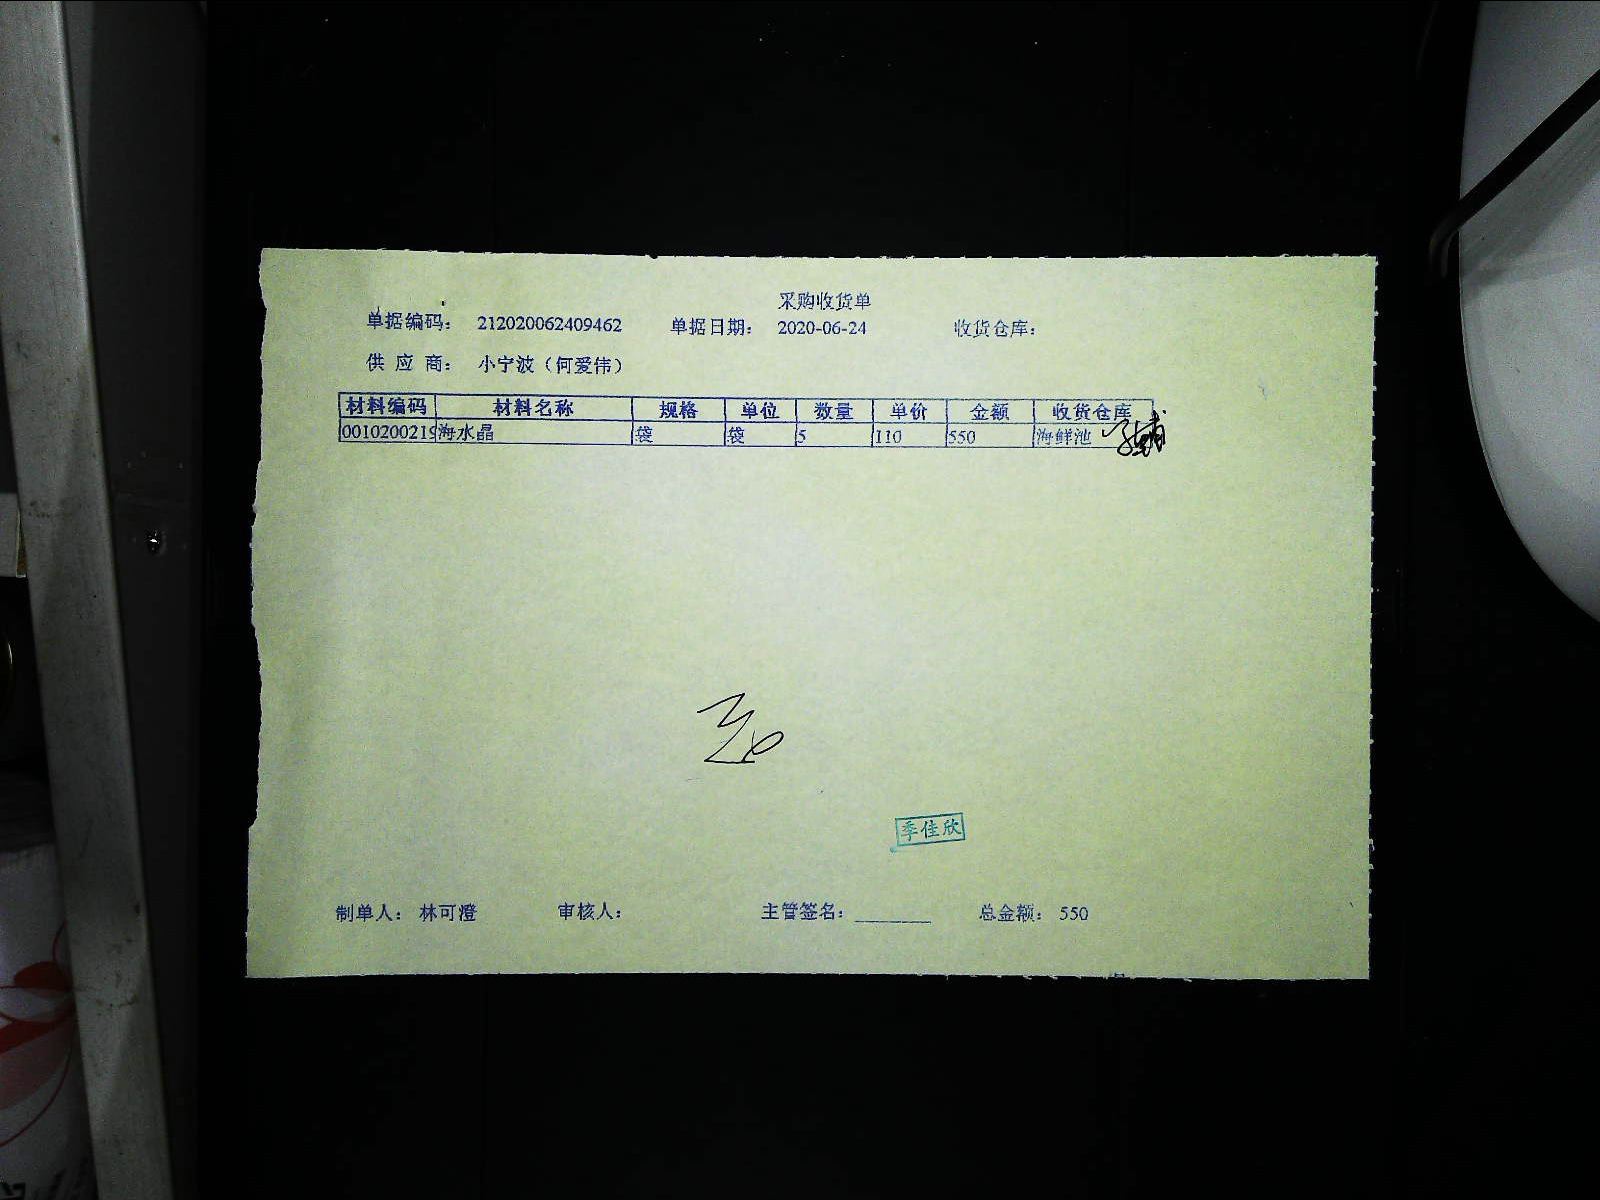 采购收货单
单据编码： 212020062409462 单据日期： 2020-06-24 收货仓库：
供 应 商： 小宁波（何爱伟）
材料编码 材料名称 规格 单位 数量 单价 金额 收货仓库
001020021 海水晶 袋 袋 5 110 550 海鲜池
季佳欣
制单人： 林可澄 审核人： 主管签名： 总金额： 550